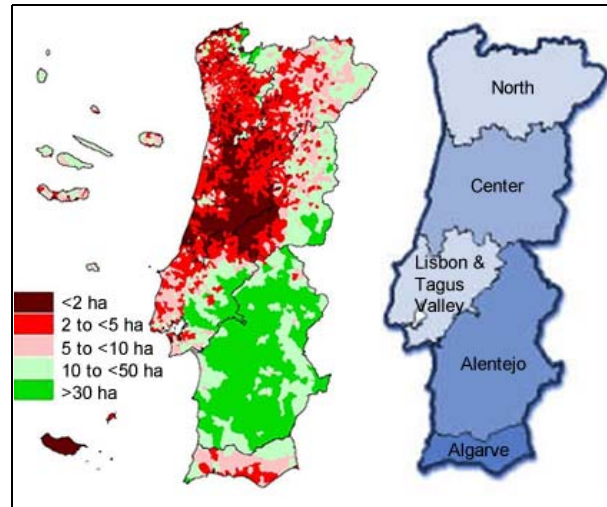 <2 ha
2 to <5 ha
5 to <10 ha
10 to <50 ha
>30 ha
North
Center
Lisbon &
Tagus
Valley
Alentejo
Algarve